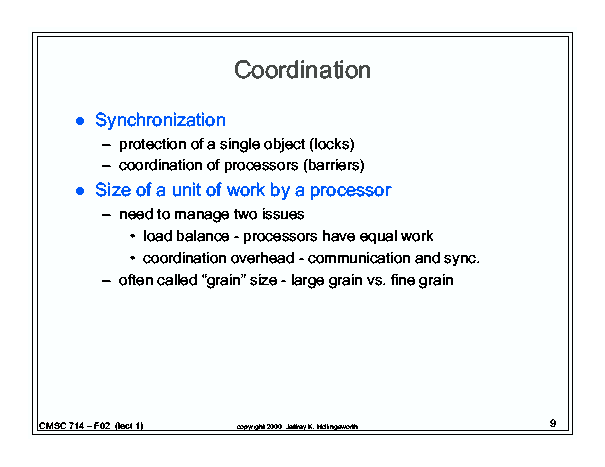 Coordination
● Synchronization
– protection of a single object (locks)
– coordination of processors (barriers)
● Size of a unit of work by a processor
– need to manage two issues
• load balance - processors have equal work
• coordination overhead - communication and sync.
– often called “grain” size - large grain vs. fine grain
CMSC 714 – F02 (lect 1)
copyright 2000 Jeffrey K. Hollingsworth
9